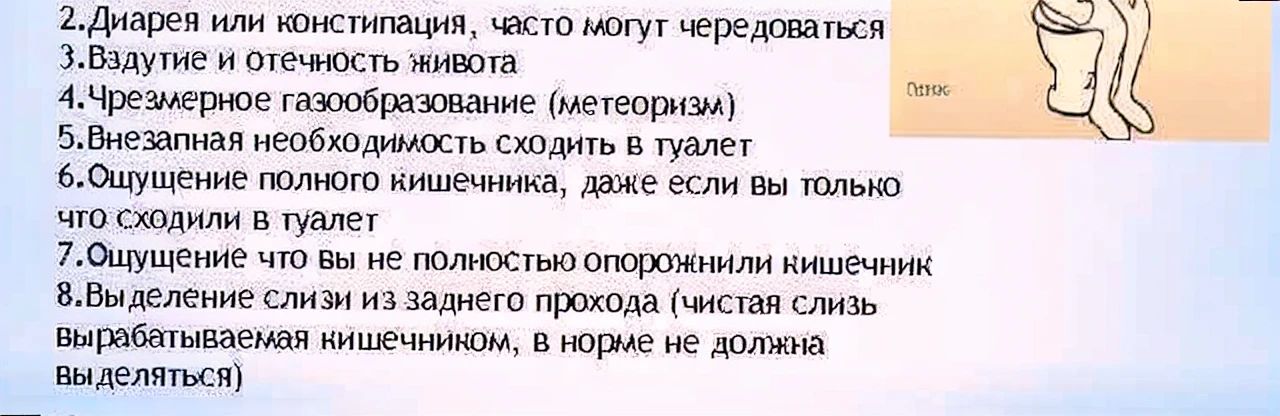 2.Диарея или констипация, часто могут чередоваться
3.Вздутие и отечность живота
4.Чрезмерное газообразование (метеоризм)
5.Внезапная необходимость сходить в туалет
6.Ощущение полного кишечника, даже если вы только
что сходили в туалет
7.Ощущение что вы не полностью опорожнили кишечник
8.Выделение слизи из заднего прохода (чистая слизь
вырабатываемая кишечником, в норме не должна
выделяться)